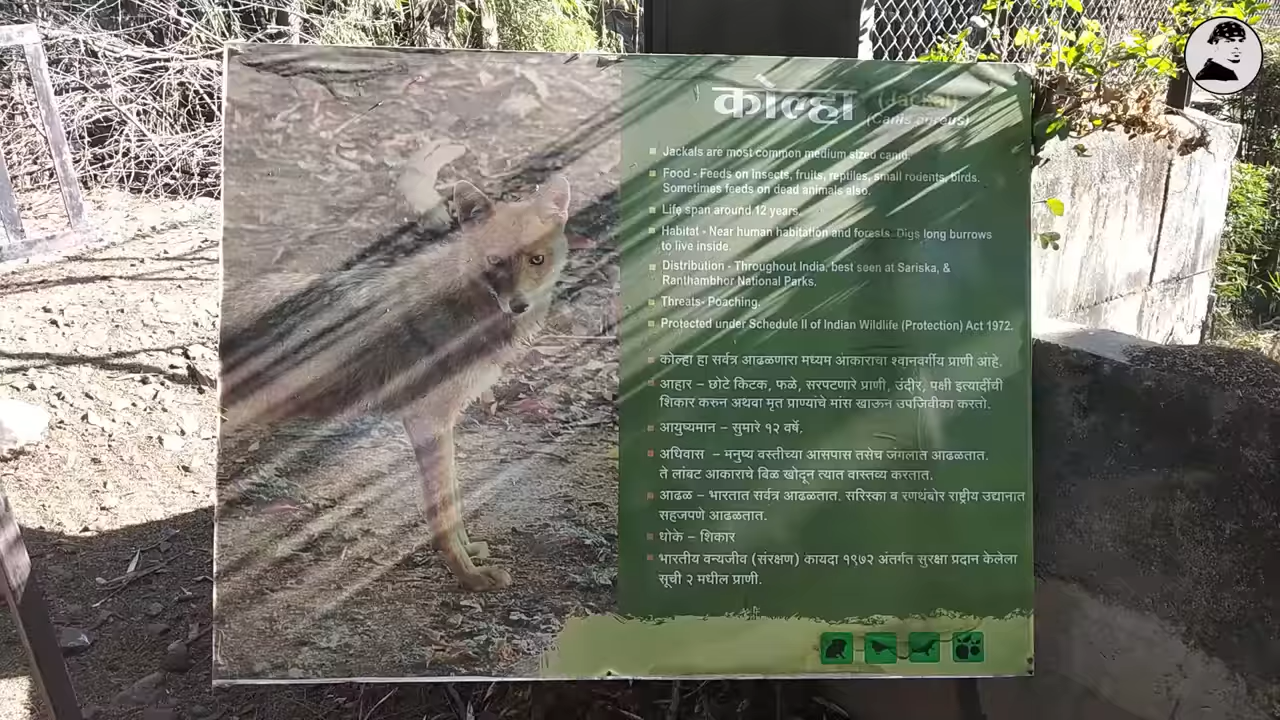 कोल्हा (Jackal)
(Canis aureus)
Jackals are most common medium sized canid.
Food - Feeds on Insects, fruits, reptiles, small rodents, birds.
Sometimes feeds on dead animals also.
Life span around 12 years.
Habitat - Near human habitation and forests. Digs long burrows
to live inside.
Distribution - Throughout India, best seen at Sariska, &
Ranthambhor National Parks.
Threats- Poaching.
Protected under Schedule II of Indian Wildlife (Protection) Act 1972.
कोल्हा हा सर्वत्र आढळणारा मध्यम आकाराचा श्वानवर्गीय प्राणी आहे.
आहार – छोटे किटक, फळे, सरपटणारे प्राणी, उंदीर, पक्षी इत्यादींची
शिकार करुन अथवा मृत प्राण्यांचे मांस खाऊन उपजिवीका करतो.
आयुष्यमान – सुमारे १२ वर्षे.
अधिवास – मनुष्य वस्तीच्या आसपास तसेच जंगलात आढळतात.
ते लांबट आकाराचे बिळ खोदून त्यात वास्तव्य करतात.
आढळ – भारतात सर्वत्र आढळतात. सरिस्का व रणथंबोर राष्ट्रीय उद्यानात
सहजपणे आढळतात.
धोके – शिकार
भारतीय वन्यजीव (संरक्षण) कायदा १९७२ अंतर्गत सुरक्षा प्रदान केलेला
सूची २ मधील प्राणी.